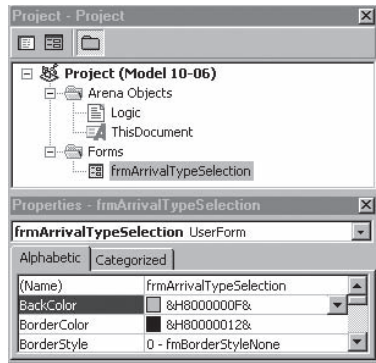 Project - Project
Project (Model 10-06)
Arena Objects
Logic
ThisDocument
Forms
frmArrivalTypeSelection
Properties - frmArrivalTypeSelection
frmArrivalTypeSelection UserForm
Alphabetic Categorized
(Name) frmArrivalTypeSelection
BackColor &H8000000F&
BorderColor &H80000012&
BorderStyle 0 - fmBorderStyleNone